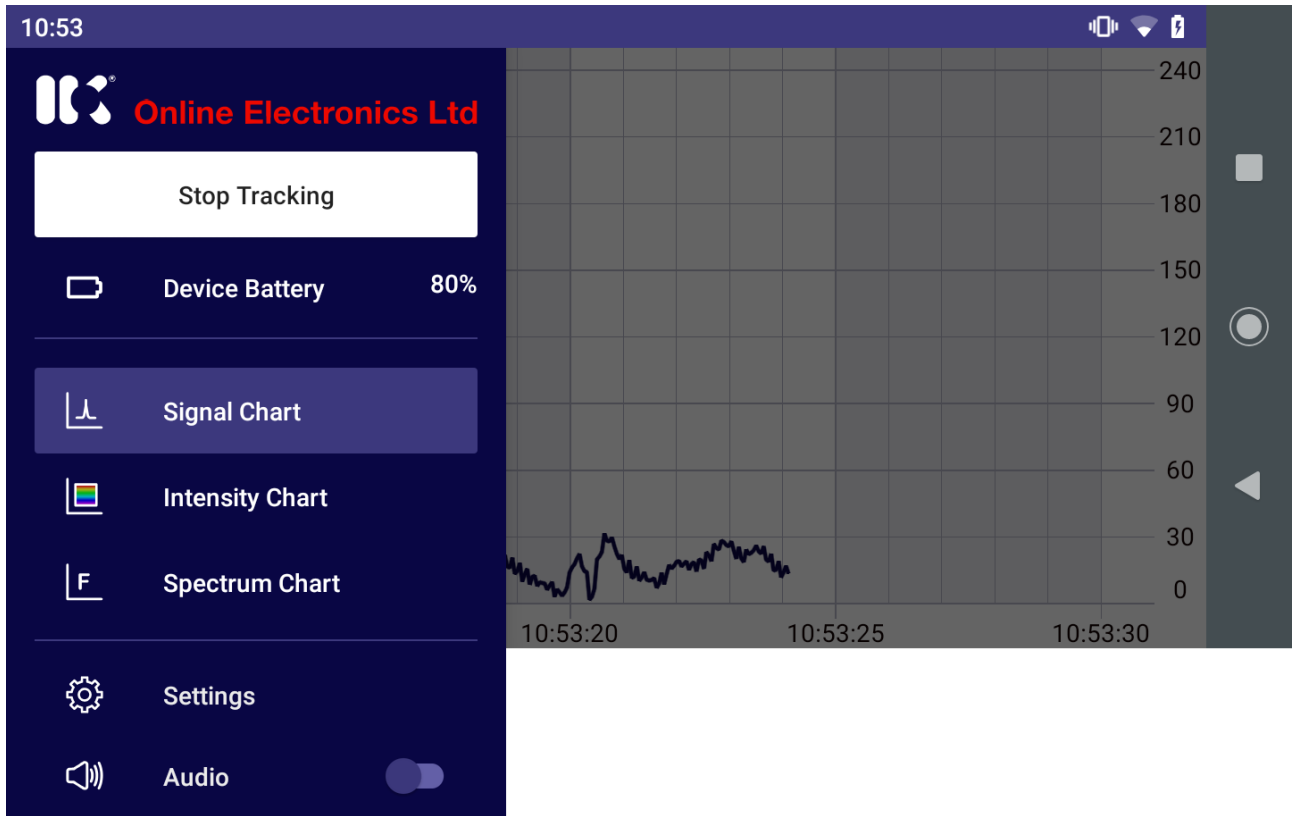 10:53
Online Electronics Ltd
Stop Tracking
Device Battery 80%
Signal Chart
Intensity Chart
F Spectrum Chart
Settings
Audio
240
210
180
150
120
90
60
30
0
10:53:20 10:53:25 10:53:30